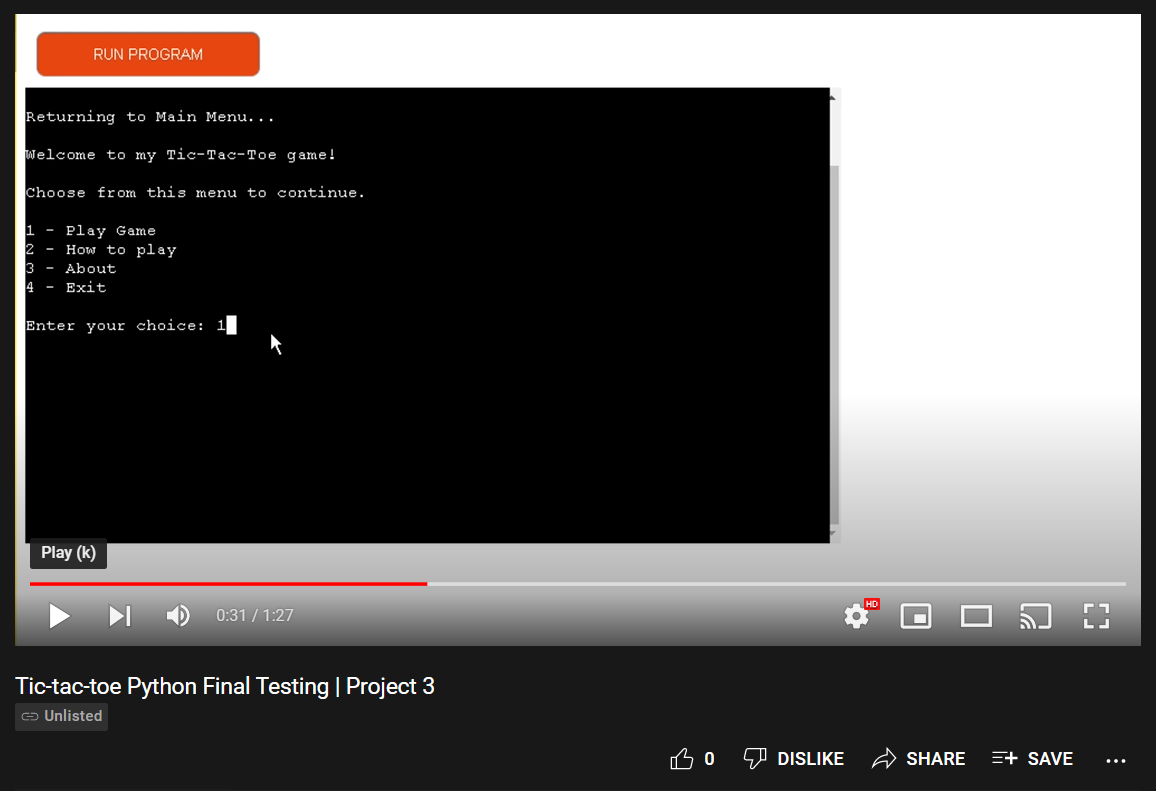 RUN PROGRAM
Returning to Main Menu...
Welcome to my Tic-Tac-Toe game!
Choose from this menu to continue.
1 - Play Game
2 - How to play
3 - About
4 - Exit
Enter your choice: 1
Play (k)
0:31 / 1:27
HD
Tic-tac-toe Python Final Testing | Project 3
Unlisted
0 DISLIKE SHARE SAVE ...